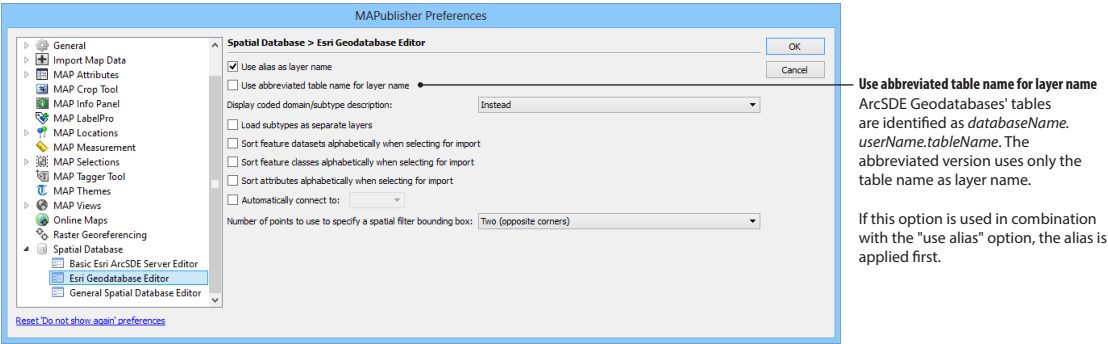 MAPublisher Preferences
General
Import Map Data
MAP Attributes
MAP Crop Tool
MAP Info Panel
MAP LabelPro
MAP Locations
MAP Measurement
MAP Selections
MAP Tagger Tool
MAP Themes
MAP Views
Online Maps
Raster Georeferencing
Spatial Database
Basic Esri ArcSDE Server Editor
Esri Geodatabase Editor
General Spatial Database Editor
Reset 'Do not show again' preferences
Spatial Database > Esri Geodatabase Editor
Use alias as layer name
Use abbreviated table name for layer name
Display coded domain/subtype description: Instead
Load subtypes as separate layers
Sort feature datasets alphabetically when selecting for import
Sort feature classes alphabetically when selecting for import
Sort attributes alphabetically when selecting for import
Automatically connect to:
Number of points to use to specify a spatial filter bounding box: Two (opposite corners)
OK
Cancel
Use abbreviated table name for layer name
ArcSDE Geodatabases' tables
are identified as databaseName.
userName.tableName. The
abbreviated version uses only the
table name as layer name.
If this option is used in combination
with the "use alias" option, the alias is
applied first.